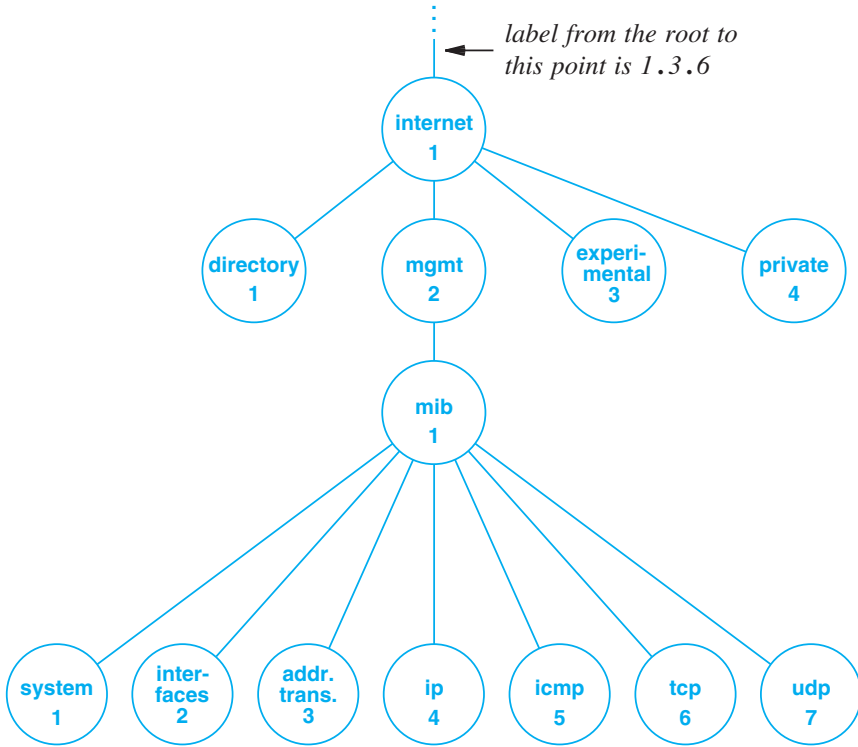 label from the root to
this point is 1.3.6
internet
1
directory
1
mgmt
2
experi-
mental
3
private
4
mib
1
system
1
inter-
faces
2
addr.
trans.
3
ip
4
icmp
5
tcp
6
udp
7